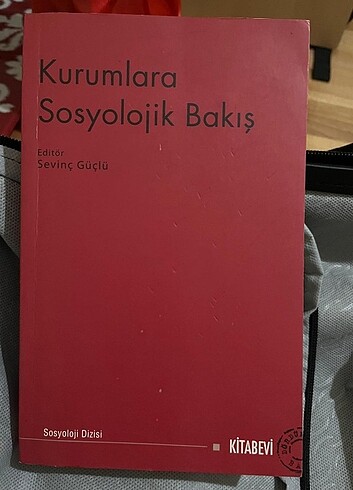 Kurumlara
Sosyolojik Bakış
Editör
Sevinç Güçlü
Sosyoloji Dizisi
KİTABEVİ